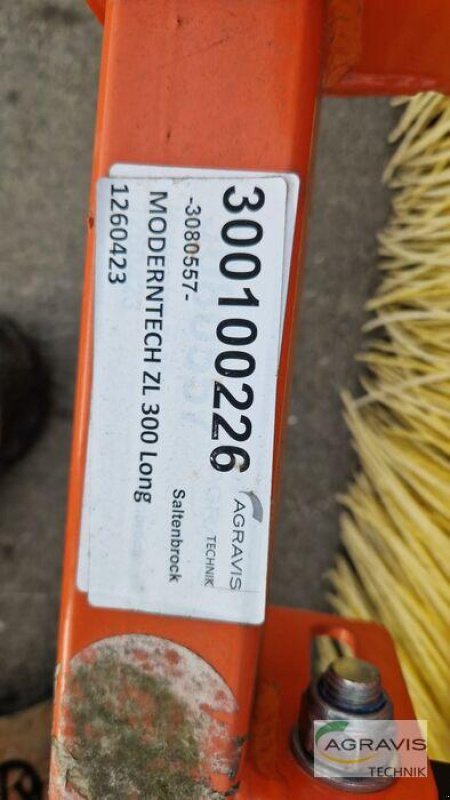 300100226
AGRAVIS
TECHNIK
-3080557-
Saltenbrock
MODERNTECH ZL 300 Long
1260423
AGRAVIS
TECHNIK